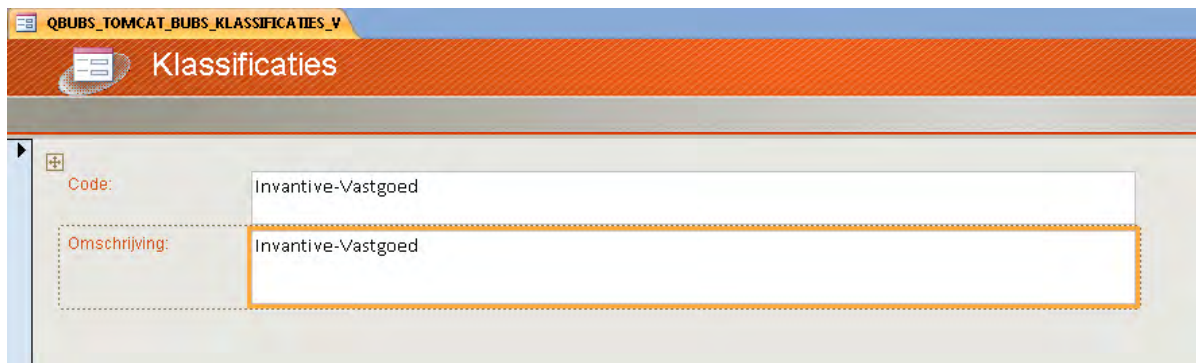 QBUBS_TOMCAT_BUBS_KLASSIFICATIES_V
Klassificaties
Code:
Invantive-Vastgoed
Omschrijving:
Invantive-Vastgoed